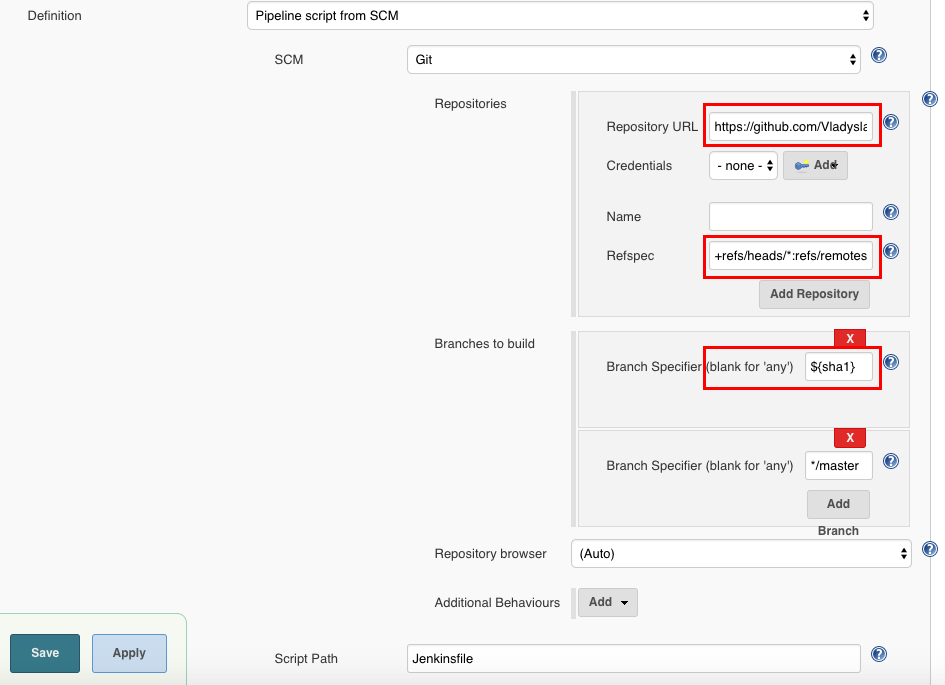 Definition
Pipeline script from SCM
SCM
Git
Repositories
Repository URL
https://github.com/Vladysla
Credentials
- none -
Add
Name
Refspec
+refs/heads/*:refs/remotes
Add Repository
Branches to build
X
Branch Specifier (blank for 'any')
${sha1}
X
Branch Specifier (blank for 'any')
*/master
Add
Branch
Repository browser
(Auto)
Additional Behaviours
Add
Save
Apply
Script Path
Jenkinsfile